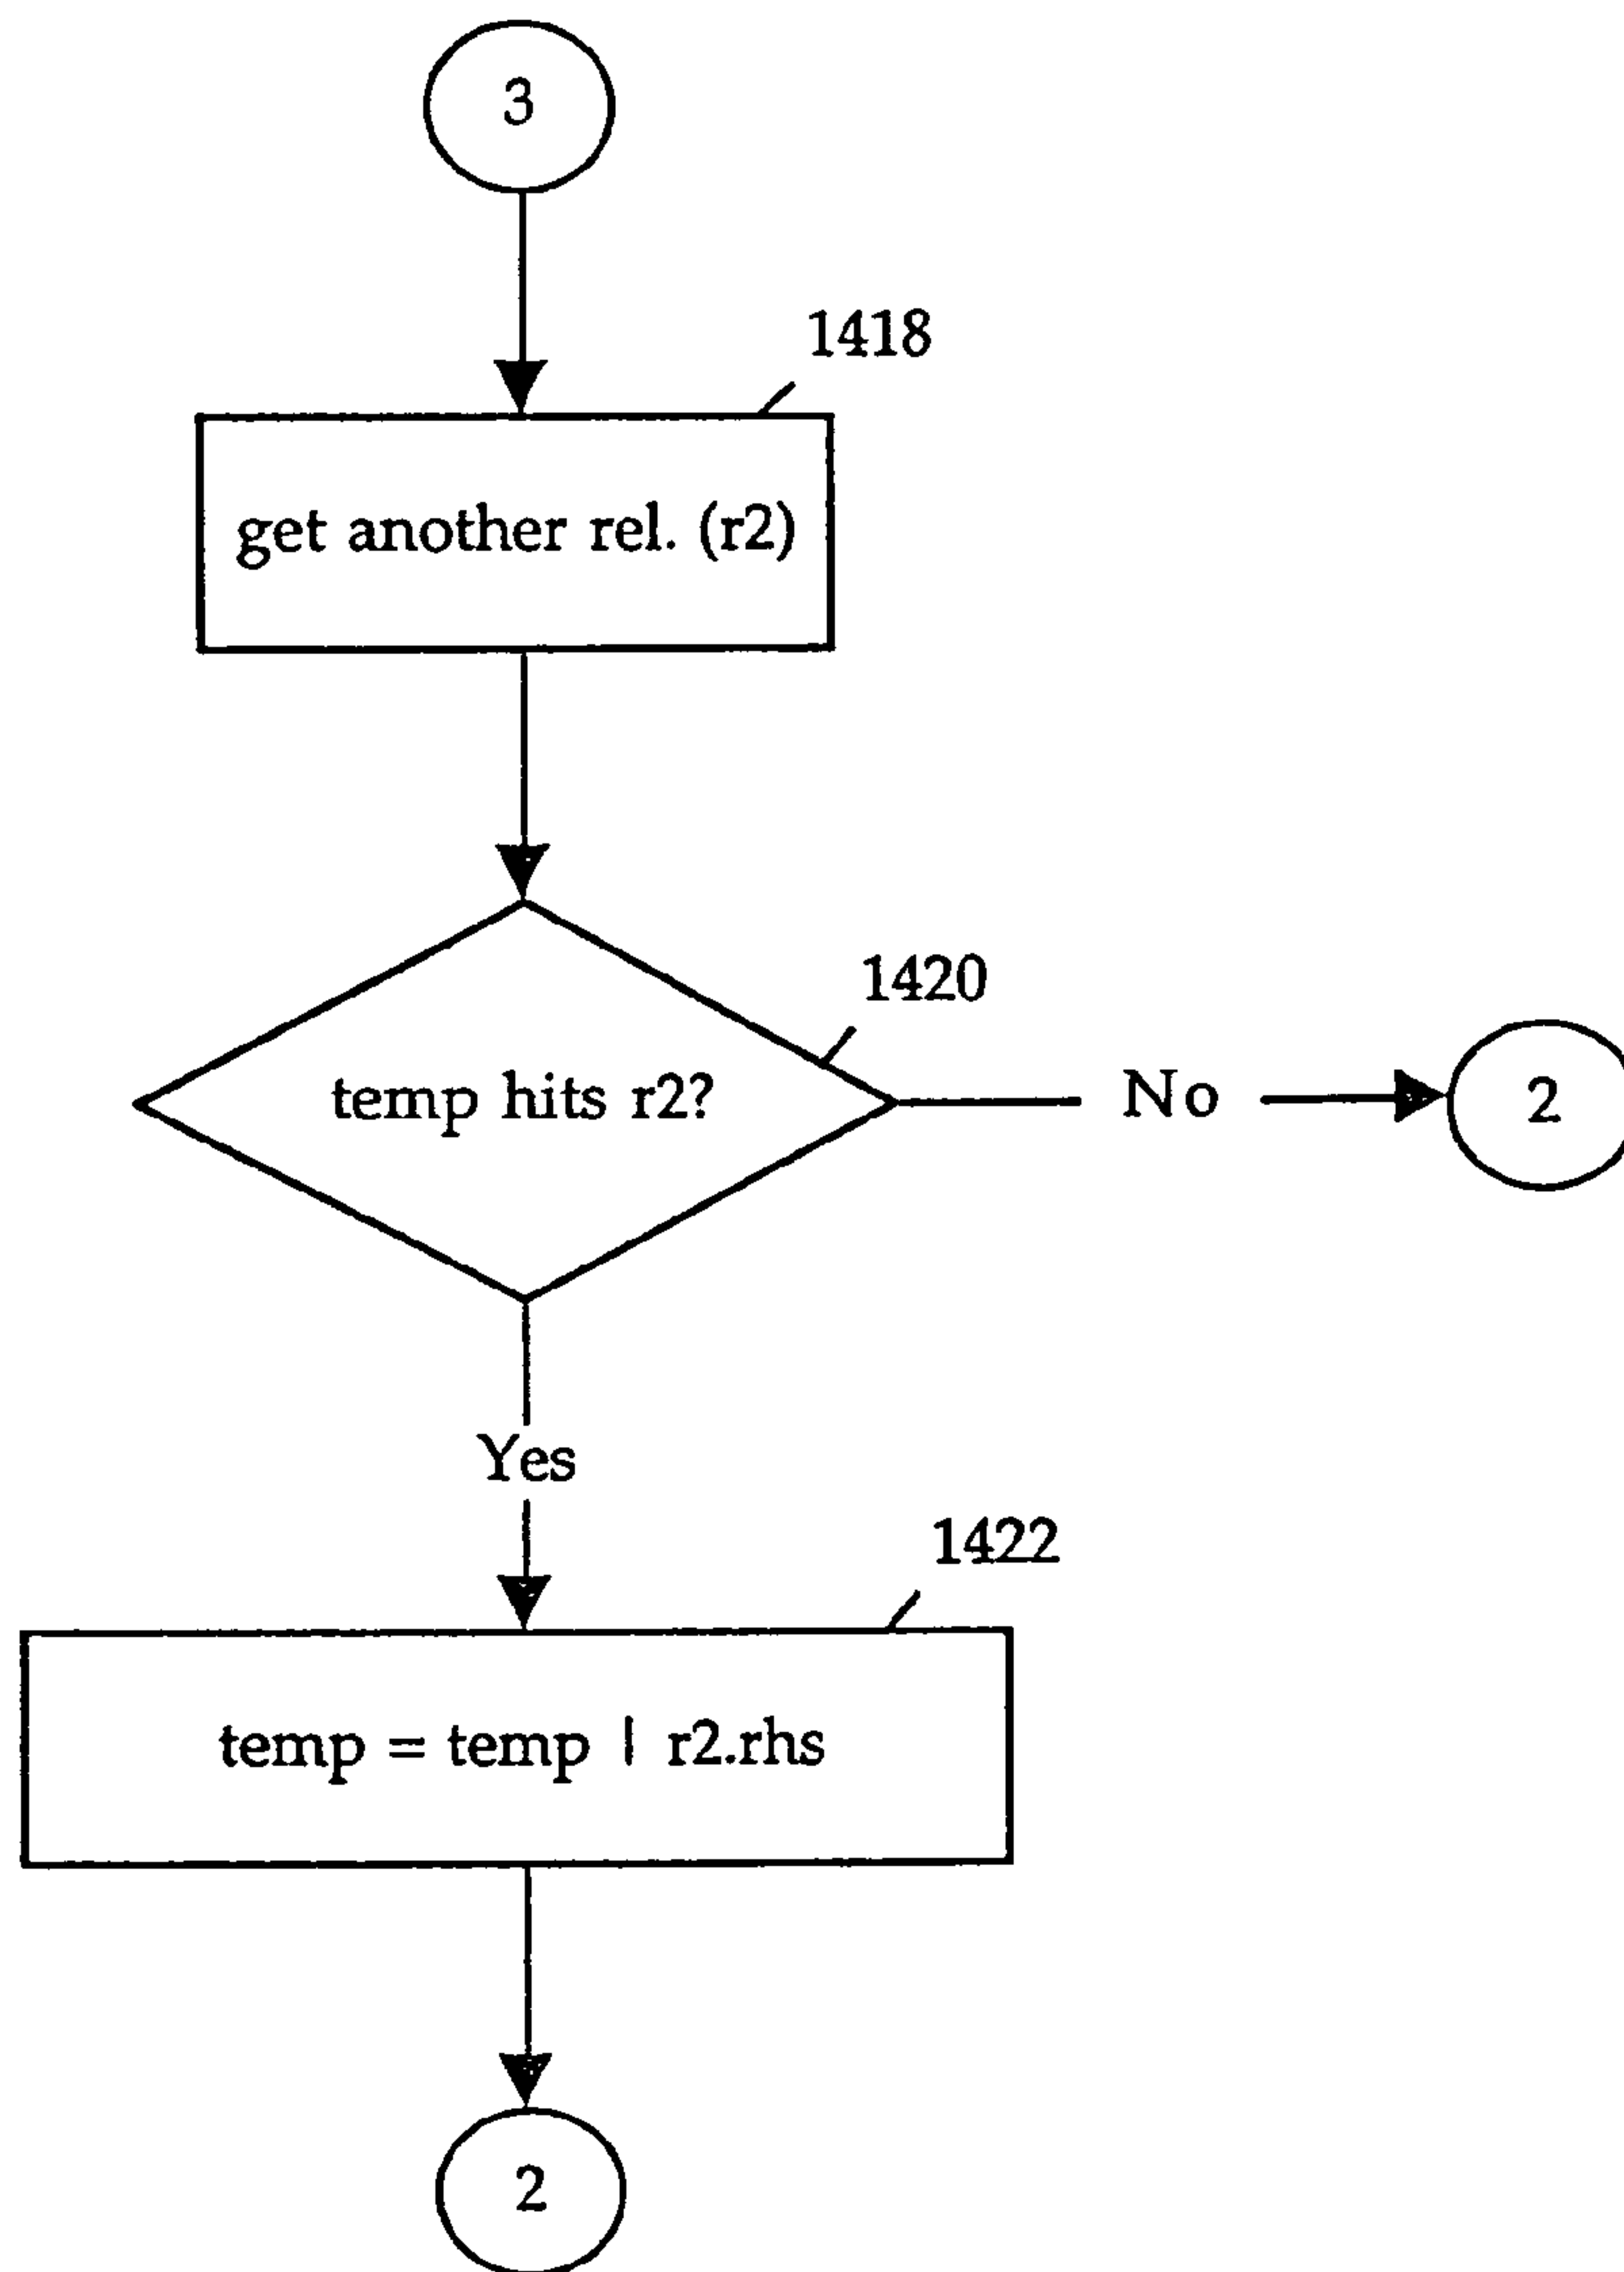 3
1418
get another rel. (r2)
1420
temp hits r2?
No
2
Yes
1422
temp = temp | r2.rhs
2